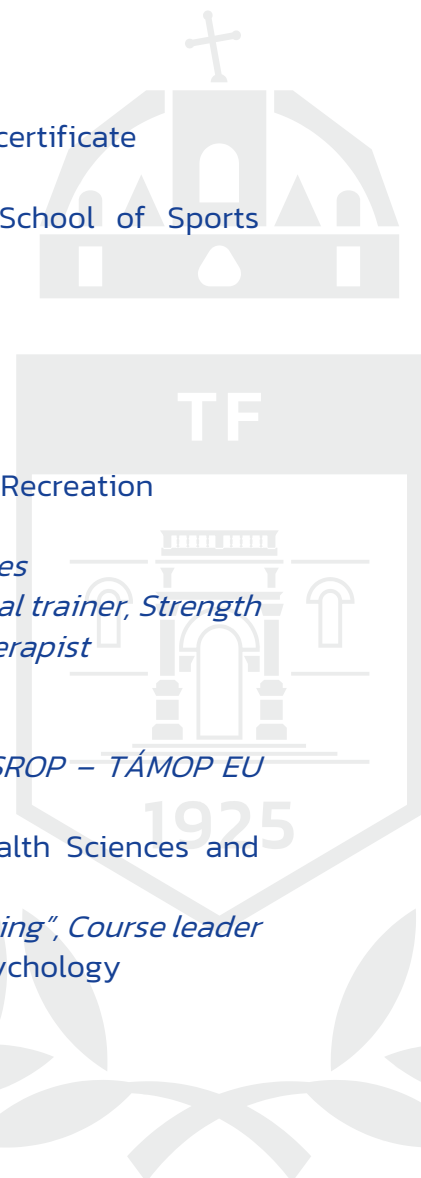 certificate
School of Sports
TF
Recreation
es
al trainer, Strength
erapist
SROP – TÁMOP EU
1925
alth Sciences and
ing”, Course leader
ychology